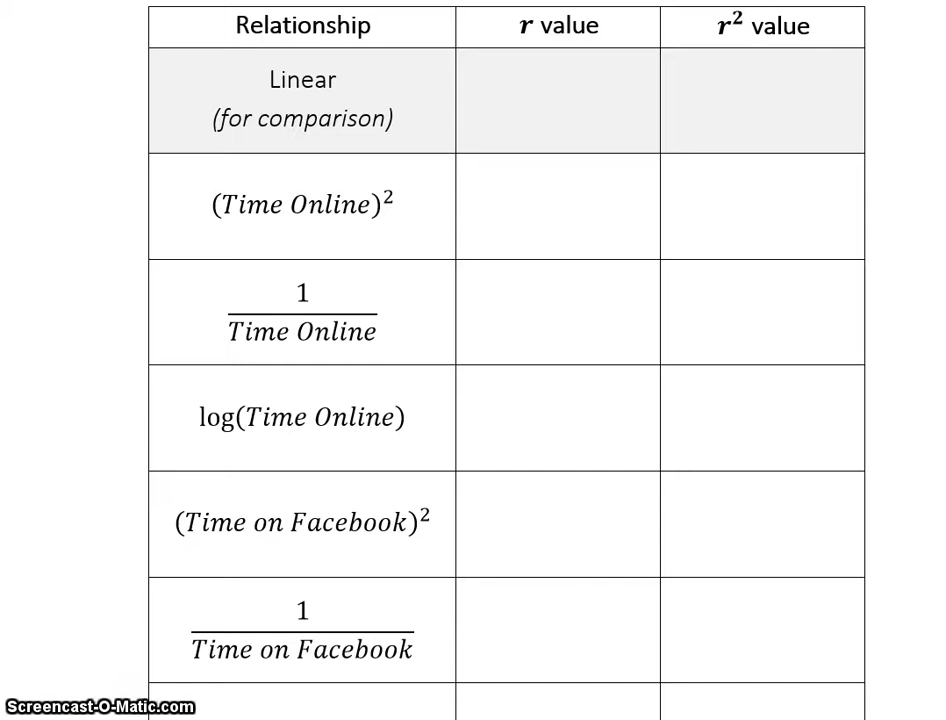 Relationship r value r² value
Linear
(for comparison)
(Time Online)²
1
Time Online
log(Time Online)
(Time on Facebook)²
1
Time on Facebook
Screencast-O-Matic.com